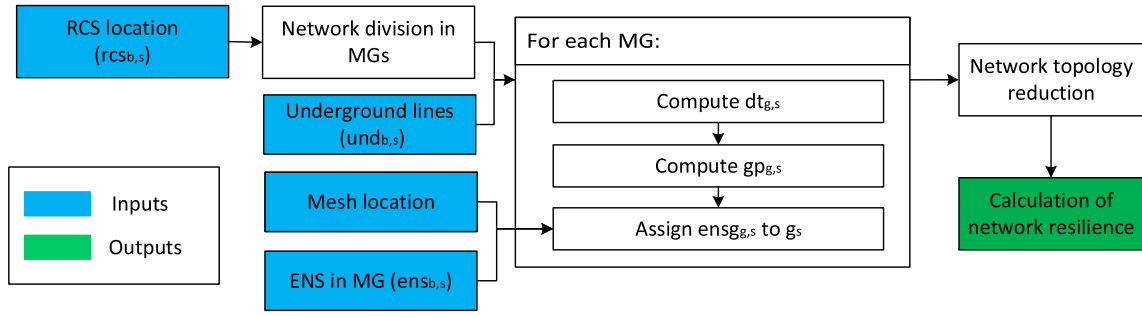 RCS location
(rcsb,s)
Network division in
MGs
Underground lines
(undb,s)
Mesh location
ENS in MG (ensb,s)
Inputs
Outputs
For each MG:
Compute dtg,s
Compute gpg,s
Assign ensgg,s to gs
Network topology
reduction
Calculation of
network resilience